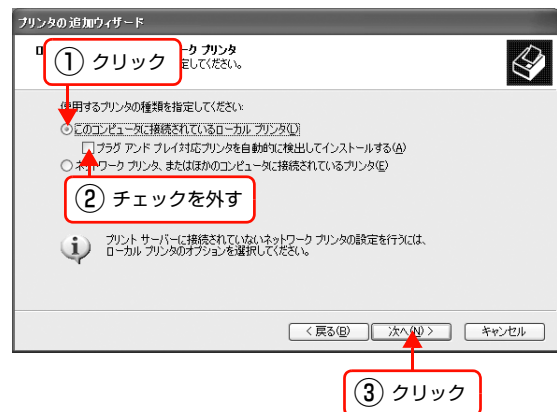 プリンタの追加ウィザード
ーク プリンタ
① クリック
定してください。
使用するプリンタの種類を指定してください:
このコンピュータに接続されているローカル プリンタ(L)
プラグ アンド プレイ対応プリンタを自動的に検出してインストールする(A)
ネットワーク プリンタ、またはほかのコンピュータに接続されているプリンタ(E)
② チェックを外す
プリント サーバーに接続されていないネットワーク プリンタの設定を行うには、
ローカル プリンタのオプションを選択してください。
< 戻る(B)
次へ(N) >
キャンセル
③ クリック